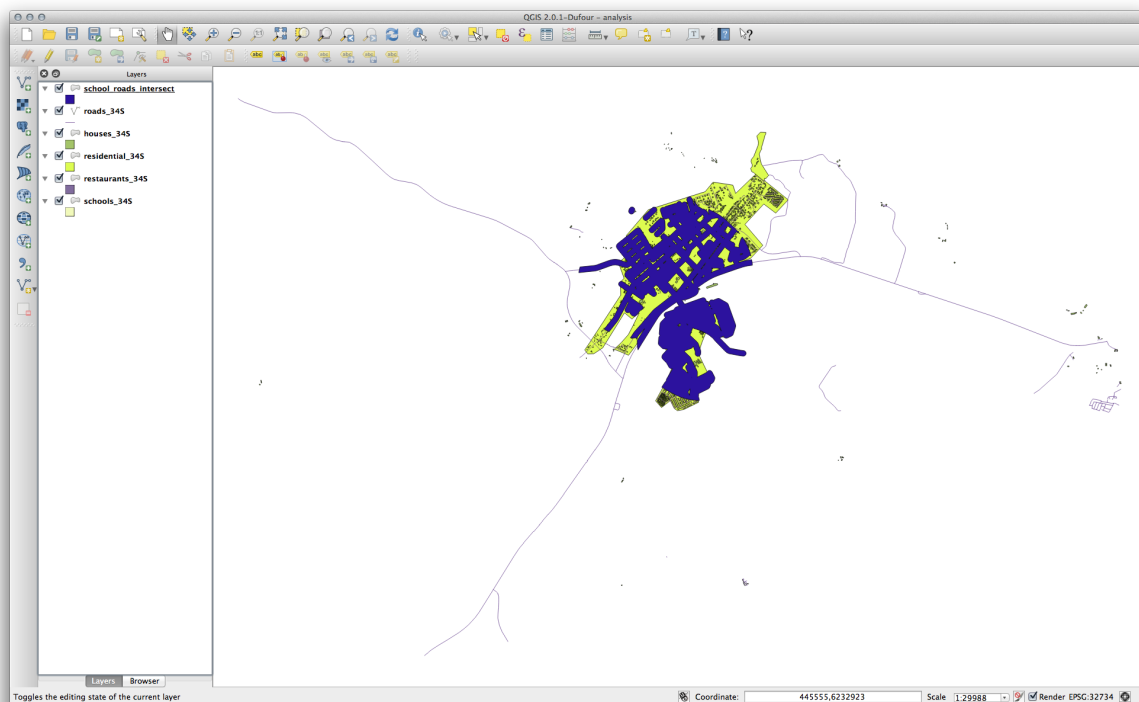 QGIS 2.0.1-Dufour - analysis
Layers
school_roads_intersect
roads_34S
houses_34S
residential_34S
restaurants_34S
schools_34S
Layers Browser
Toggles the editing state of the current layer
Coordinate: 445555,6232923 Scale 1:29988 Render EPSG:32734